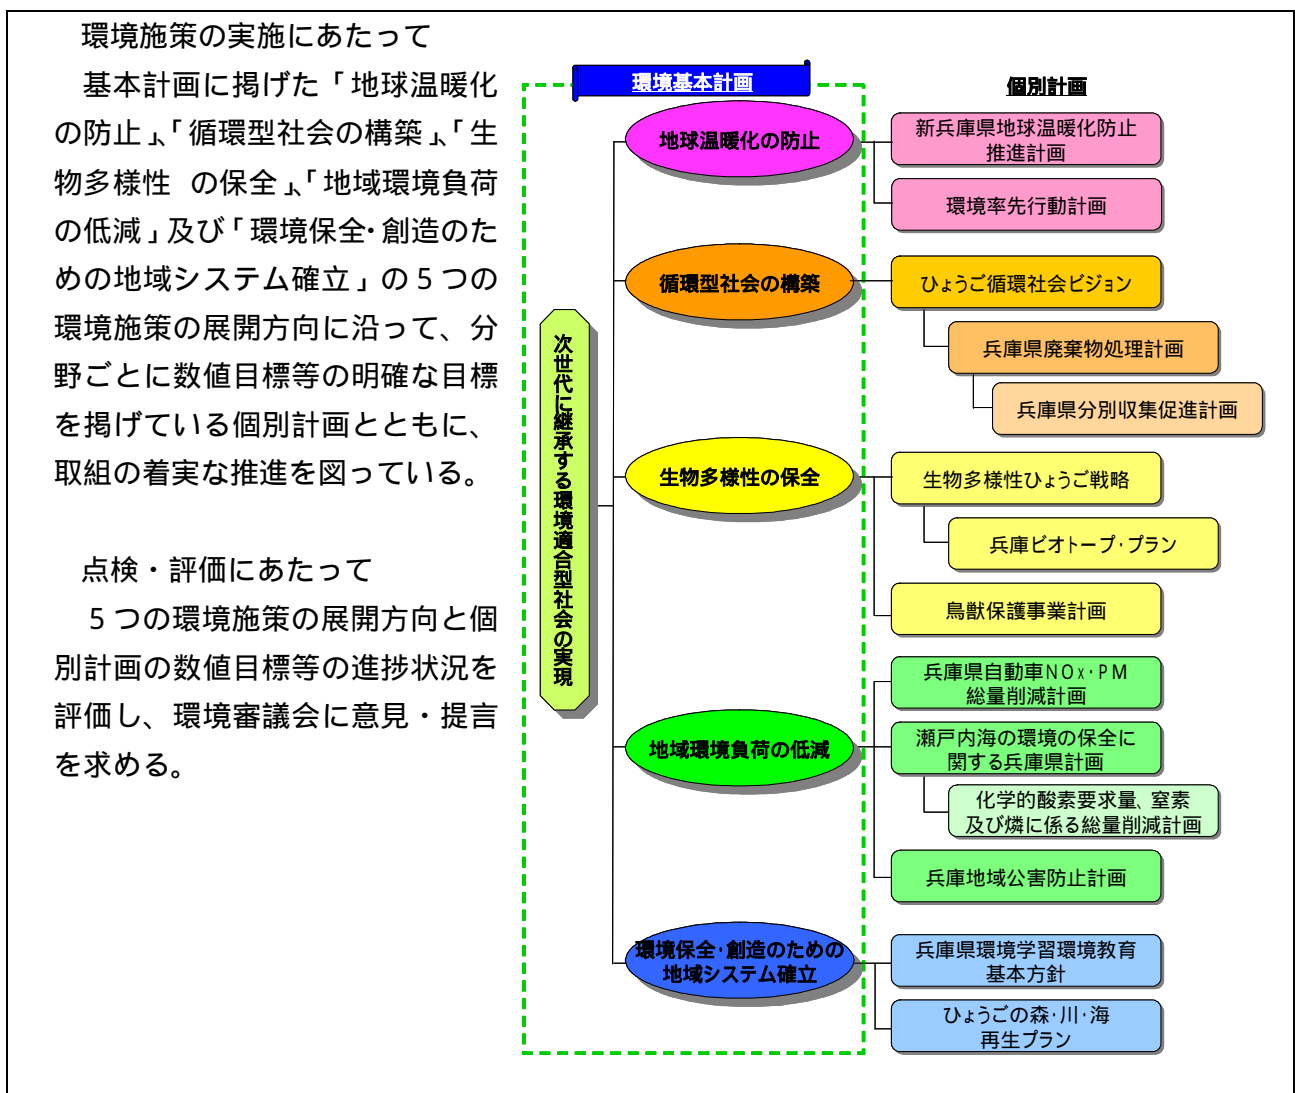 環境施策の実施にあたって
基本計画に掲げた「地球温暖化
の防止」、「循環型社会の構築」、「生
物多様性 の保全」、「地域環境負荷
の低減」及び「環境保全・創造のた
めの地域システム確立」の5つの
環境施策の展開方向に沿って、分
野ごとに数値目標等の明確な目標
を掲げている個別計画とともに、
取組の着実な推進を図っている。
点検・評価にあたって
5つの環境施策の展開方向と個
別計画の数値目標等の進捗状況を
評価し、環境審議会に意見・提言
を求める。
環境基本計画
個別計画
次世代に継承する環境適合型社会の実現
地球温暖化の防止
新兵庫県地球温暖化防止
推進計画
環境率先行動計画
循環型社会の構築
ひょうご循環社会ビジョン
兵庫県廃棄物処理計画
兵庫県分別収集促進計画
生物多様性の保全
生物多様性ひょうご戦略
兵庫ビオトープ・プラン
鳥獣保護事業計画
地域環境負荷の低減
兵庫県自動車NOx・PM
総量削減計画
瀬戸内海の環境の保全に
関する兵庫県計画
化学的酸素要求量、窒素
及び燐に係る総量削減計画
兵庫地域公害防止計画
環境保全・創造のための
地域システム確立
兵庫県環境学習環境教育
基本方針
ひょうごの森・川・海
再生プラン